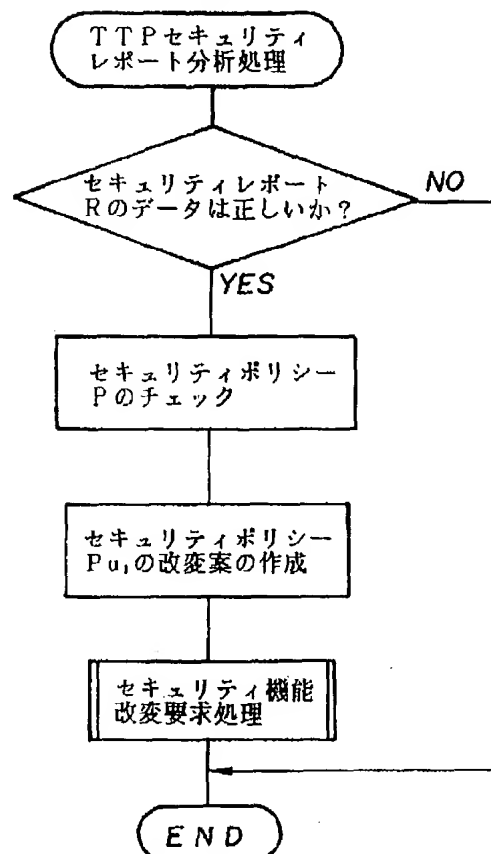 TTPセキュリティ
レポート分析処理
セキュリティレポート
Rのデータは正しいか?
NO
YES
セキュリティポリシー
Pのチェック
セキュリティポリシー
Pu₁の改変案の作成
セキュリティ機能
改変要求処理
END